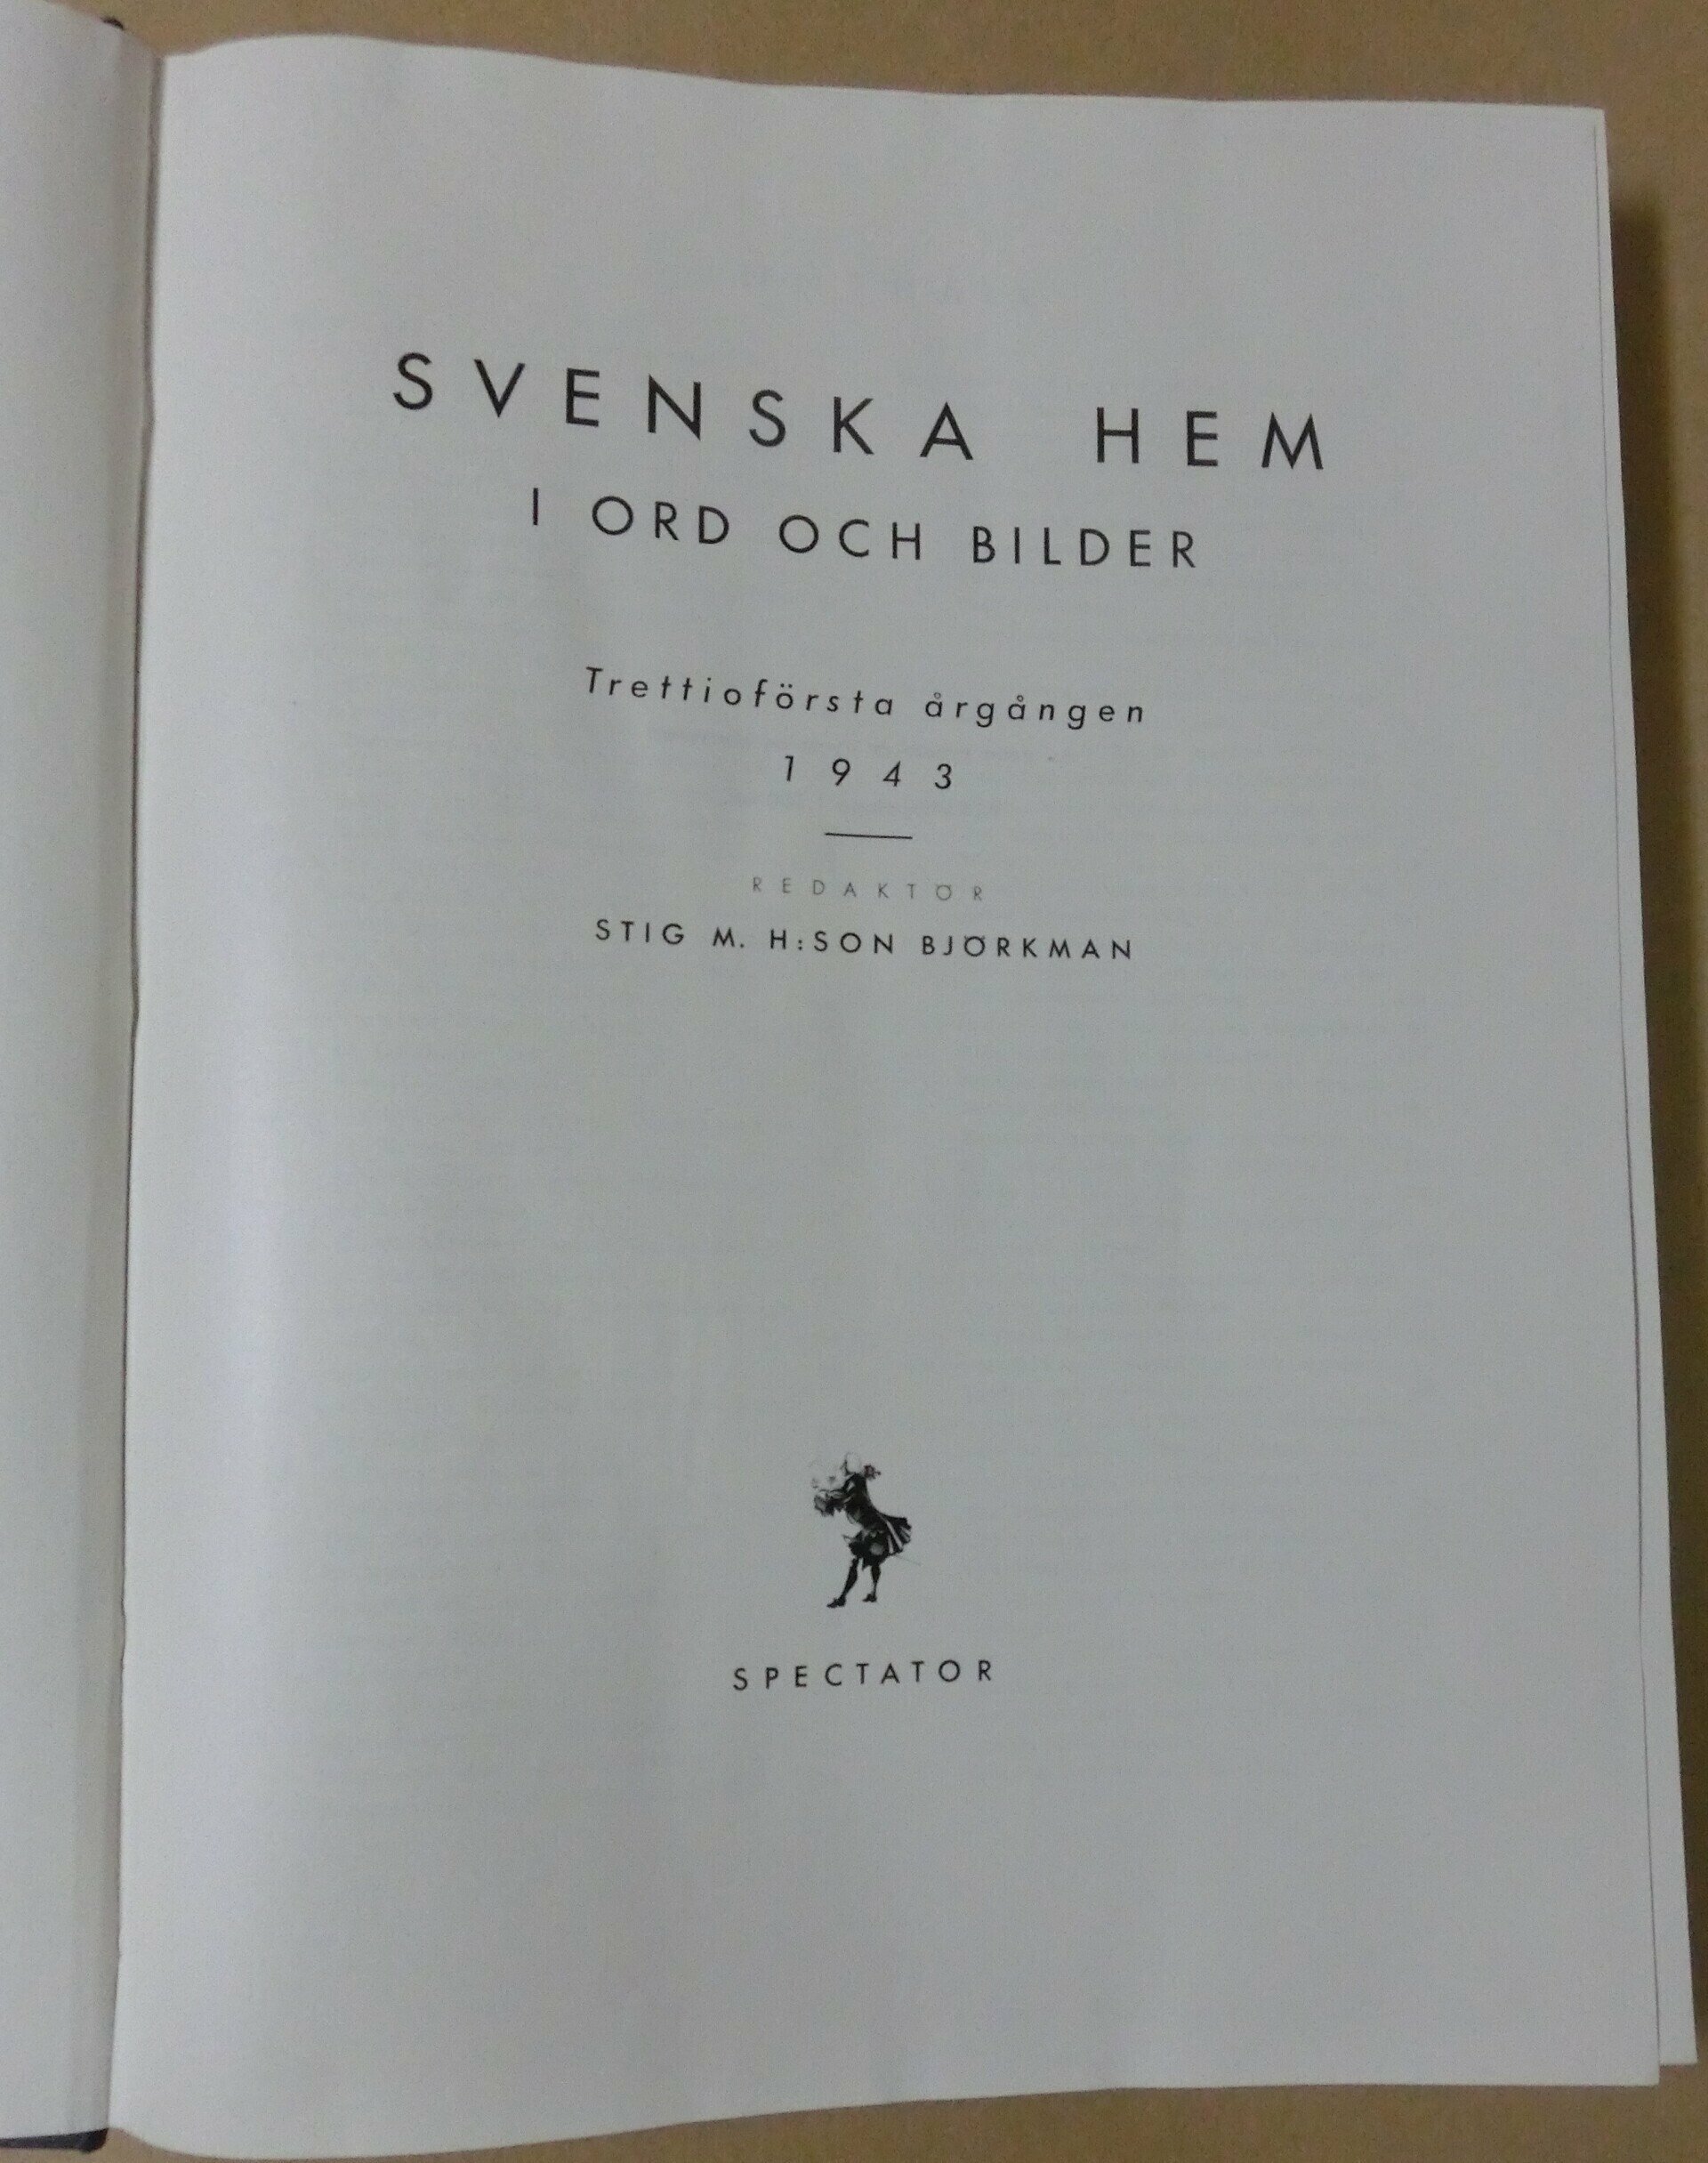 SVENSKA HEM
I ORD OCH BILDER
Trettioförsta årgången
1943
REDAKTÖR
STIG M. H:SON BJÖRKMAN
SPECTATOR